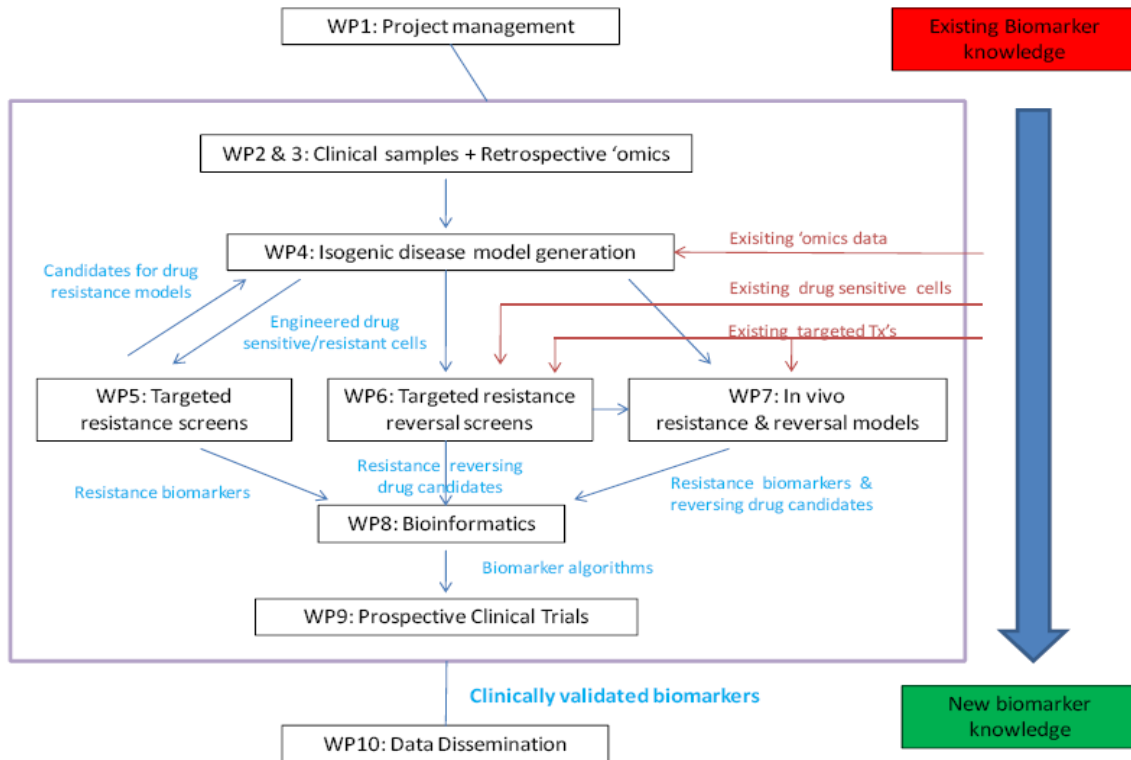 WP1: Project management
Existing Biomarker
knowledge
WP2 & 3: Clinical samples + Retrospective ‘omics
WP4: Isogenic disease model generation
Exisiting ‘omics data
Candidates for drug
resistance models
Existing drug sensitive cells
Engineered drug
sensitive/resistant cells
Existing targeted Tx’s
WP5: Targeted
resistance screens
WP6: Targeted resistance
reversal screens
WP7: In vivo
resistance & reversal models
Resistance biomarkers
Resistance reversing
drug candidates
Resistance biomarkers &
reversing drug candidates
WP8: Bioinformatics
Biomarker algorithms
WP9: Prospective Clinical Trials
Clinically validated biomarkers
New biomarker
knowledge
WP10: Data Dissemination